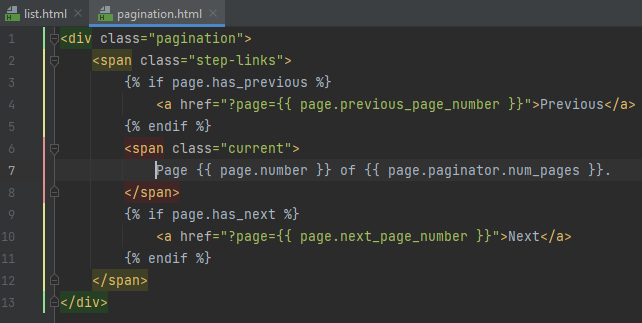 list.html pagination.html
1 <div class="pagination">
2     <span class="step-links">
3         {% if page.has_previous %}
4             <a href="?page={{ page.previous_page_number }}">Previous</a>
5         {% endif %}
6         <span class="current">
7             Page {{ page.number }} of {{ page.paginator.num_pages }}.
8         </span>
9         {% if page.has_next %}
10             <a href="?page={{ page.next_page_number }}">Next</a>
11         {% endif %}
12     </span>
13 </div>